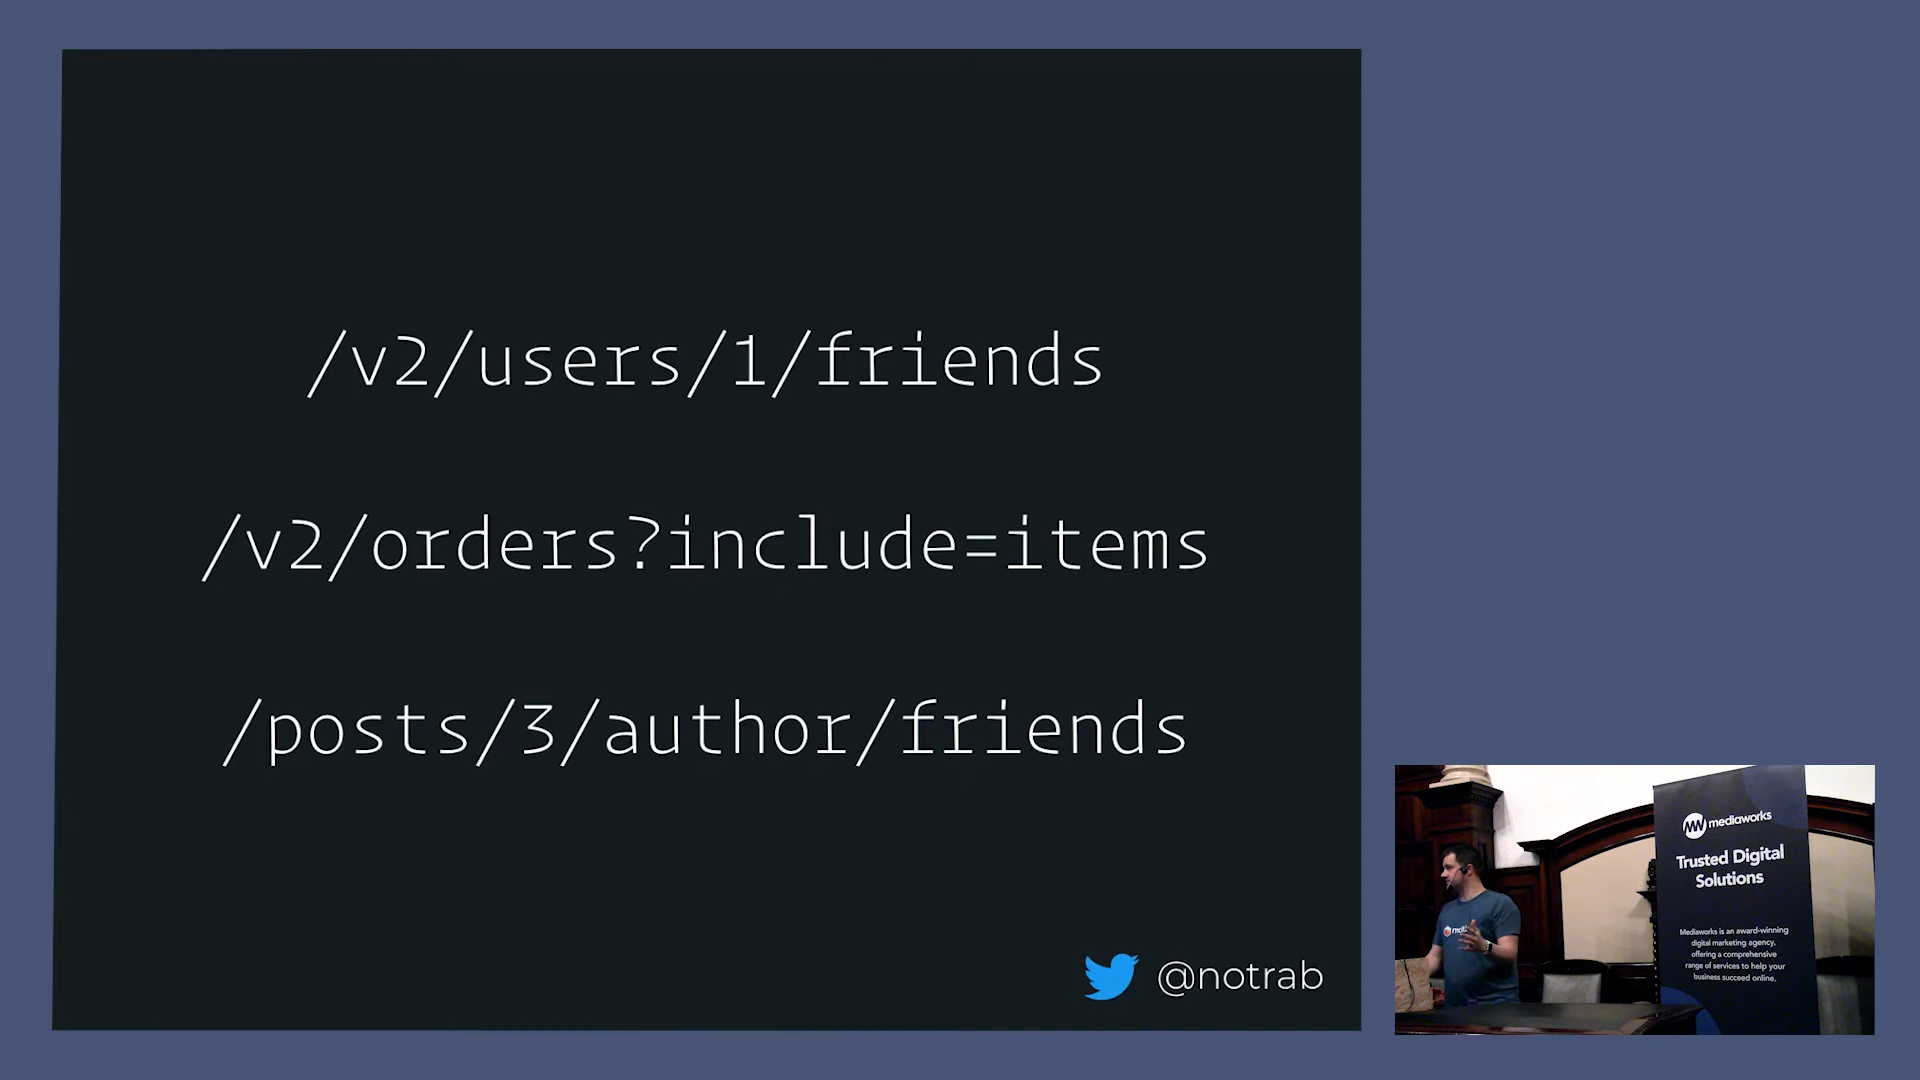 /v2/users/1/friends
/v2/orders?include=items
/posts/3/author/friends
@notrab
MW mediaworks
Trusted Digital
Solutions
Mediaworks is an award-winning
digital marketing agency,
offering a comprehensive
range of services to help your
business succeed online.